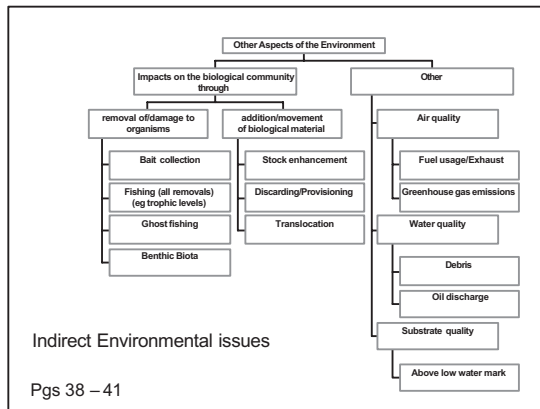 Other Aspects of the Environment
Impacts on the biological community
through
Other
removal of/damage to
organisms
addition/movement
of biological material
Air quality
Bait collection
Stock enhancement
Fuel usage/Exhaust
Fishing (all removals)
(eg trophic levels)
Discarding/Provisioning
Greenhouse gas emissions
Ghost fishing
Translocation
Water quality
Benthic Biota
Debris
Oil discharge
Substrate quality
Above low water mark
Indirect Environmental issues
Pgs 38 – 41